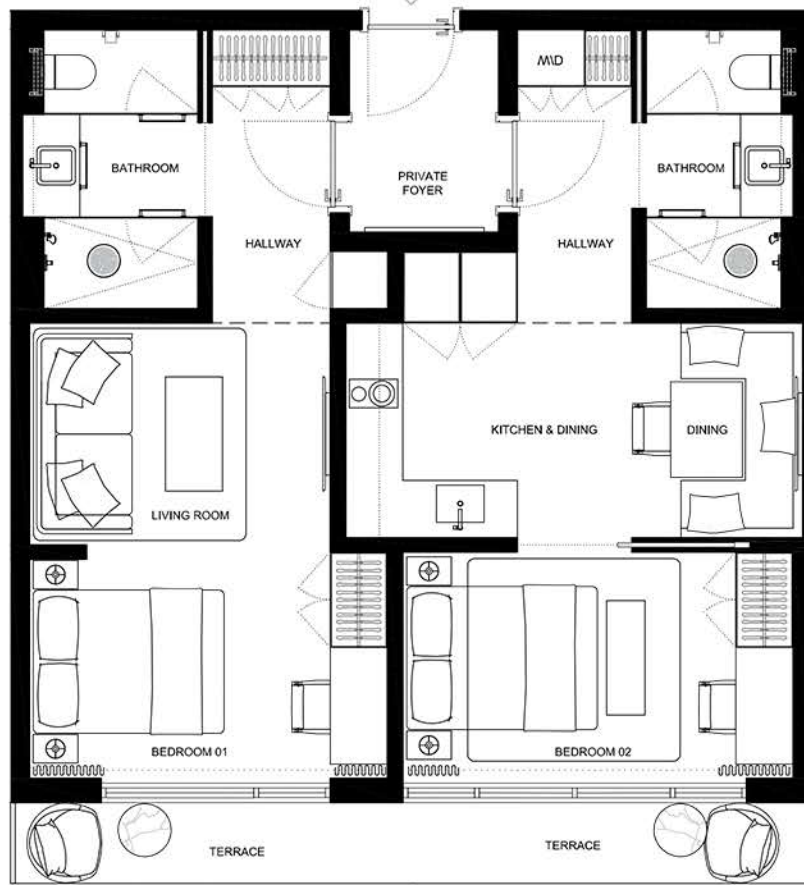 M\D
BATHROOM
PRIVATE
FOYER
BATHROOM
HALLWAY
HALLWAY
KITCHEN & DINING
DINING
LIVING ROOM
BEDROOM 01
BEDROOM 02
TERRACE
TERRACE